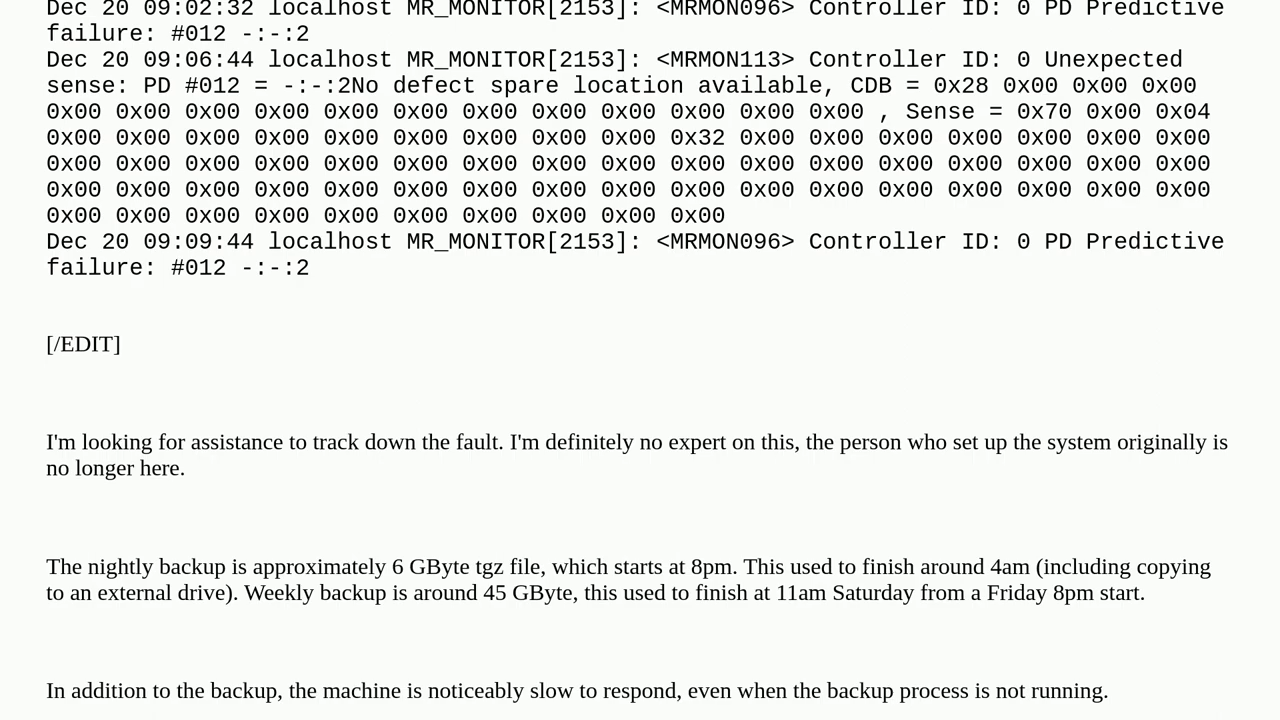 Dec 20 09:02:32 localhost MR_MONITOR[2153]: <MRMON096> Controller ID: 0 PD Predictive
failure: #012 -:-:2
Dec 20 09:06:44 localhost MR_MONITOR[2153]: <MRMON113> Controller ID: 0 Unexpected
sense: PD #012 = -:-:2No defect spare location available, CDB = 0x28 0x00 0x00 0x00
0x00 0x00 0x00 0x00 0x00 0x00 0x00 0x00 0x00 0x00 0x00 0x00 , Sense = 0x70 0x00 0x04
0x00 0x00 0x00 0x00 0x00 0x00 0x00 0x00 0x00 0x32 0x00 0x00 0x00 0x00 0x00 0x00 0x00
0x00 0x00 0x00 0x00 0x00 0x00 0x00 0x00 0x00 0x00 0x00 0x00 0x00 0x00 0x00 0x00 0x00
0x00 0x00 0x00 0x00 0x00 0x00 0x00 0x00 0x00 0x00 0x00 0x00 0x00 0x00 0x00 0x00 0x00
0x00 0x00 0x00 0x00 0x00 0x00 0x00 0x00 0x00 0x00
Dec 20 09:09:44 localhost MR_MONITOR[2153]: <MRMON096> Controller ID: 0 PD Predictive
failure: #012 -:-:2
[/EDIT]
I'm looking for assistance to track down the fault. I'm definitely no expert on this, the person who set up the system originally is
no longer here.
The nightly backup is approximately 6 GByte tgz file, which starts at 8pm. This used to finish around 4am (including copying
to an external drive). Weekly backup is around 45 GByte, this used to finish at 11am Saturday from a Friday 8pm start.
In addition to the backup, the machine is noticeably slow to respond, even when the backup process is not running.